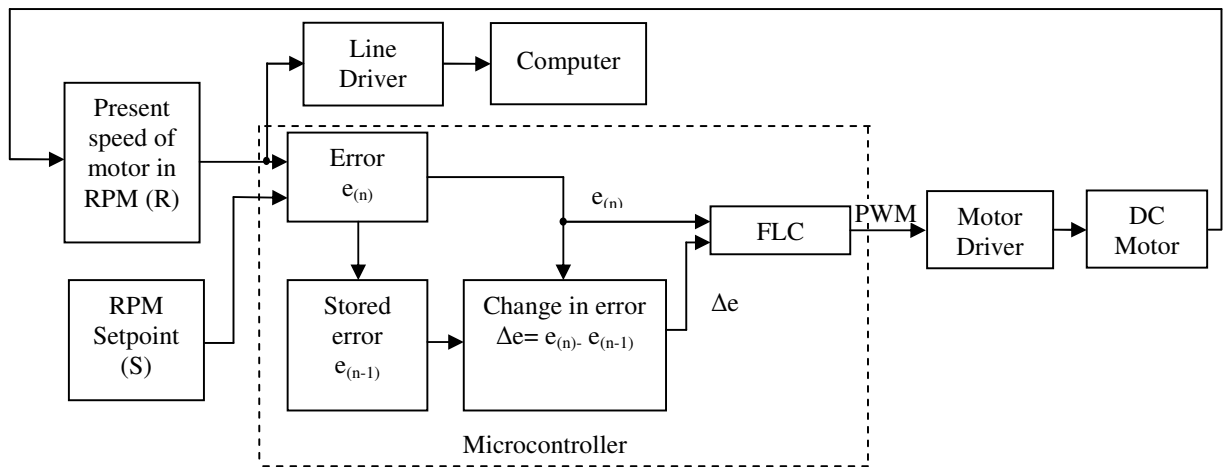 Line
Driver
Computer
Present
speed of
motor in
RPM (R)
Error
e(n)
e(n)
FLC
PWM
Motor
Driver
DC
Motor
RPM
Setpoint
(S)
Stored
error
e(n-1)
Change in error
Δe= e(n)- e(n-1)
Δe
Microcontroller